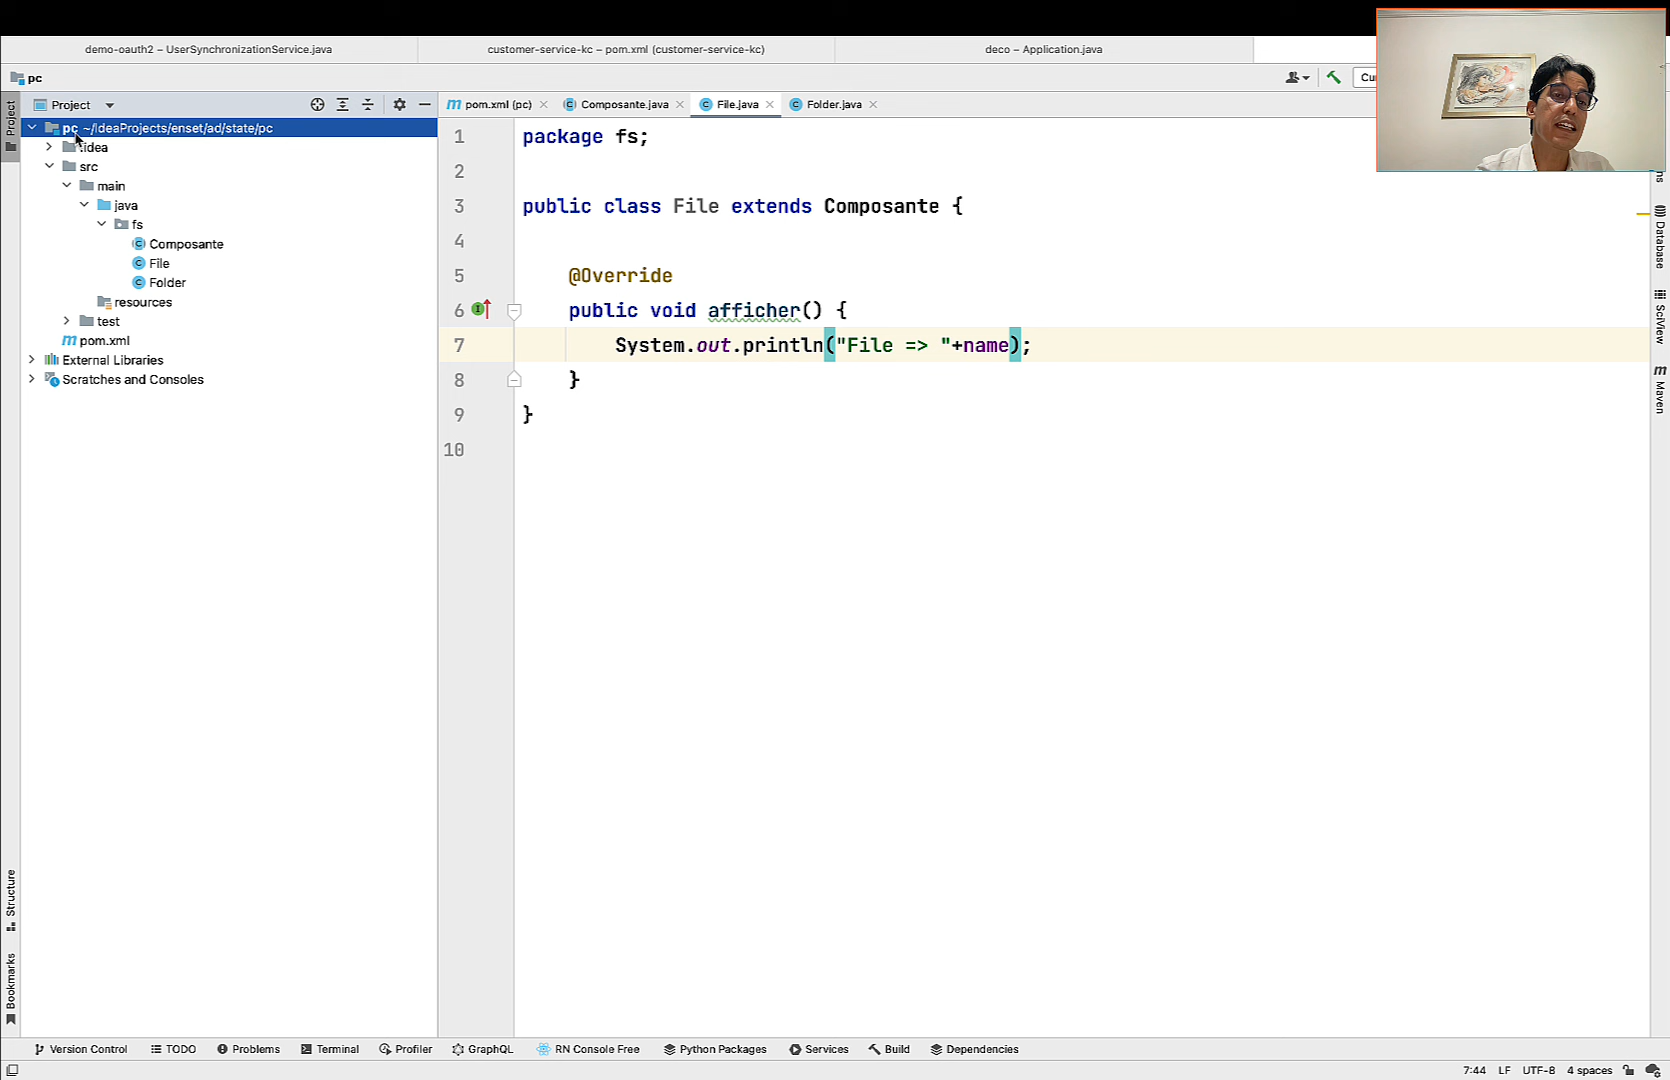 demo-oauth2 – UserSynchronizationService.java
customer-service-kc – pom.xml (customer-service-kc)
deco – Application.java
pc
Project
pom.xml (pc)
Composante.java
File.java
Folder.java
Project
pc ~/IdeaProjects/enset/ad/state/pc
.idea
src
main
java
fs
Composante
File
Folder
resources
test
pom.xml
External Libraries
Scratches and Consoles
1 package fs;
2
3 public class File extends Composante {
4
5 @Override
6 public void afficher() {
7 System.out.println("File => "+name);
8 }
9 }
10
Database
SciView
Maven
Structure
Bookmarks
Version Control
TODO
Problems
Terminal
Profiler
GraphQL
RN Console Free
Python Packages
Services
Build
Dependencies
7:44 LF UTF-8 4 spaces